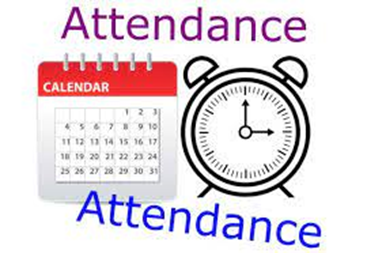 Attendance
CALENDAR
1 2 3
4 5 6 7 8 9 10
11 12 13 14 15 16 17
18 19 20 21 22 23 24
25 26 27 28 29 30 31
Attendance